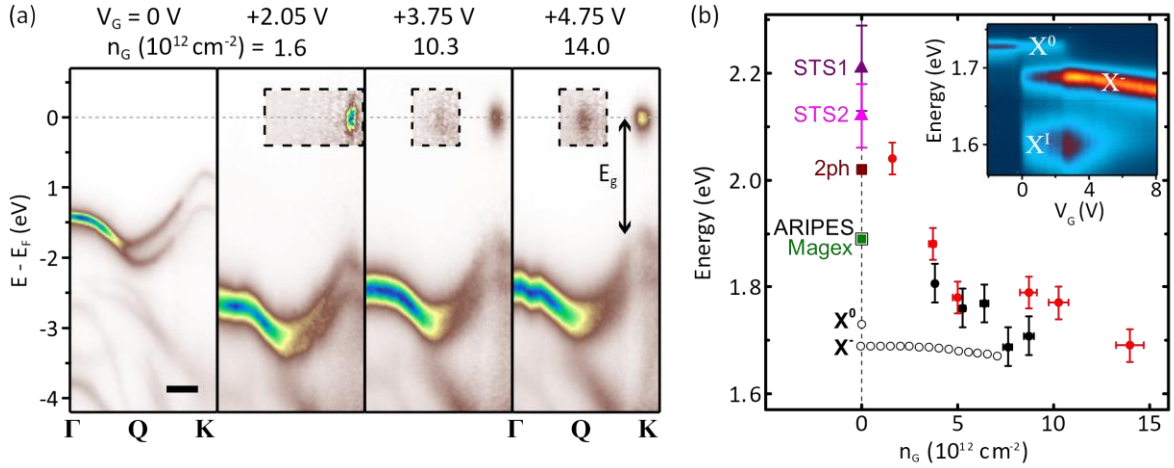 (a)
V_G = 0 V +2.05 V +3.75 V +4.75 V
n_G (10^12 cm^-2) = 1.6 10.3 14.0
E - E_F (eV)
0
1
-2
-3
-4
E_g
Γ Q K Γ Q K
(b)
Energy (eV)
2.2
2.0
1.8
1.6
STS1
STS2
2ph
ARIPES
Magex
X^0
X^-
0 5 10 15
n_G (10^12 cm^-2)
Energy (eV)
1.7
1.6
X^0
X^-
X^I
0 4 8
V_G (V)